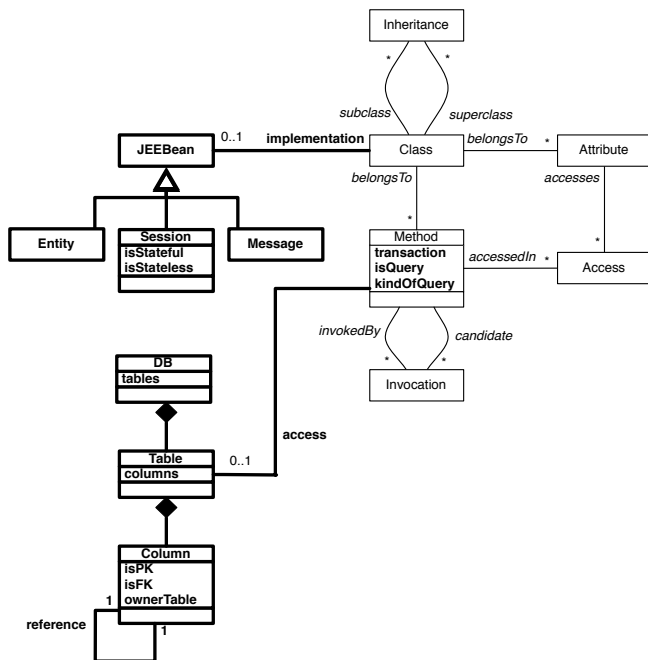 Inheritance
*
*
subclass
superclass
0..1
implementation
JEEBean
Class
belongsTo
*
Attribute
belongsTo
accesses
*
*
Entity
Session
isStateful
isStateless
Message
Method
transaction
isQuery
kindOfQuery
accessedIn
*
Access
invokedBy
candidate
*
*
Invocation
DB
tables
access
0..1
Table
columns
Column
isPK
isFK
ownerTable
1
reference
1